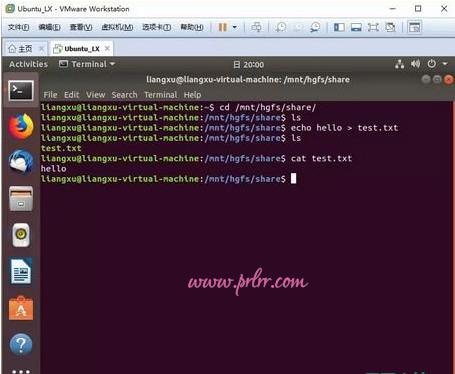 Ubuntu_LX - VMware Workstation
文件(F) 编辑(E) 查看(V) 虚拟机(M) 选项卡(T) 帮助(H)
主页 Ubuntu_LX
Activities Terminal 日 20:00
liangxu@liangxu-virtual-machine: /mnt/hgfs/share
File Edit View Search Terminal Help
liangxu@liangxu-virtual-machine:~$ cd /mnt/hgfs/share/
liangxu@liangxu-virtual-machine:/mnt/hgfs/share$ ls
liangxu@liangxu-virtual-machine:/mnt/hgfs/share$ echo hello > test.txt
liangxu@liangxu-virtual-machine:/mnt/hgfs/share$ ls
test.txt
liangxu@liangxu-virtual-machine:/mnt/hgfs/share$ cat test.txt
hello
liangxu@liangxu-virtual-machine:/mnt/hgfs/share$
www.prlrr.com